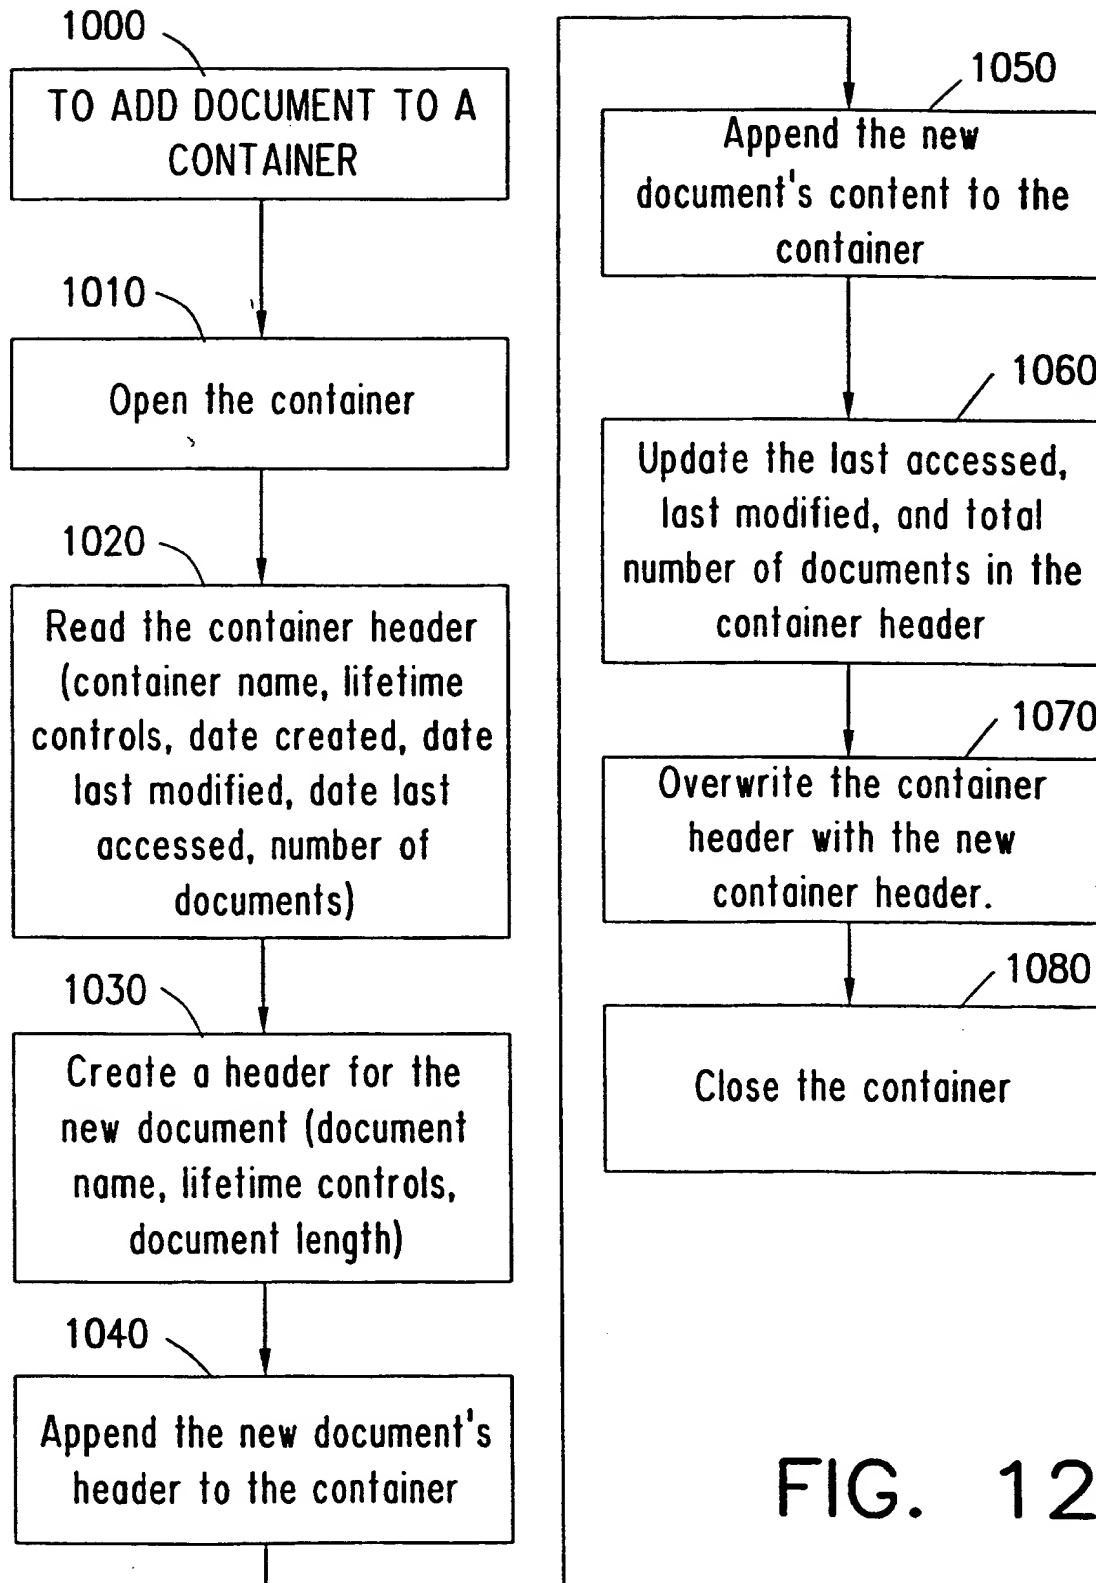 1000
TO ADD DOCUMENT TO A
CONTAINER
1010
Open the container
1020
Read the container header
(container name, lifetime
controls, date created, date
last modified, date last
accessed, number of
documents)
1030
Create a header for the
new document (document
name, lifetime controls,
document length)
1040
Append the new document's
header to the container
1050
Append the new
document's content to the
container
1060
Update the last accessed,
last modified, and total
number of documents in the
container header
1070
Overwrite the container
header with the new
container header.
1080
Close the container
FIG. 12